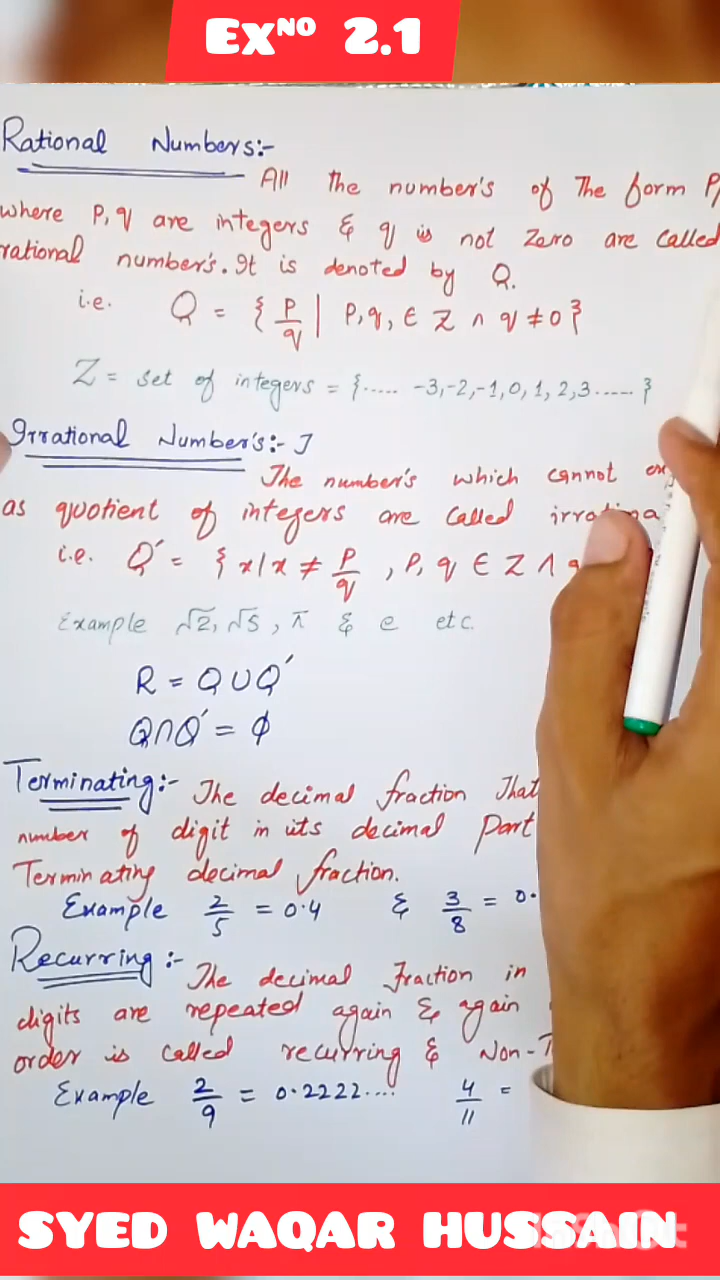 EX NO 2.1
Rational Numbers:-
All the number's of The form P/
where P, q are integers & q is not Zero are called
rational number's. It is denoted by Q.
i.e. Q = { P/q | P, q, ∈ Z ∧ q ≠ 0 }
Z = set of integers = {..... -3,-2,-1,0,1,2,3......}
Irrational Number's:- I
The number's which cannot
as quotient of integers are called
i.e. Q′ = { x/x ≠ P/q , P, q ∈ Z ∧
Example √2, √5, π & e etc.
R = Q∪Q′
Q∩Q′ = ϕ
Terminating:- The decimal fraction That
number of digit in its decimal Part
Terminating decimal fraction.
Example 2/5 = 0.4 & 3/8 = 0.
Recurring:- The decimal Fraction in
digits are repeated again & again
order is called recurring & Non-T
Example 2/9 = 0.2222.... 4/11 =
SYED WAQAR HUSSAIN